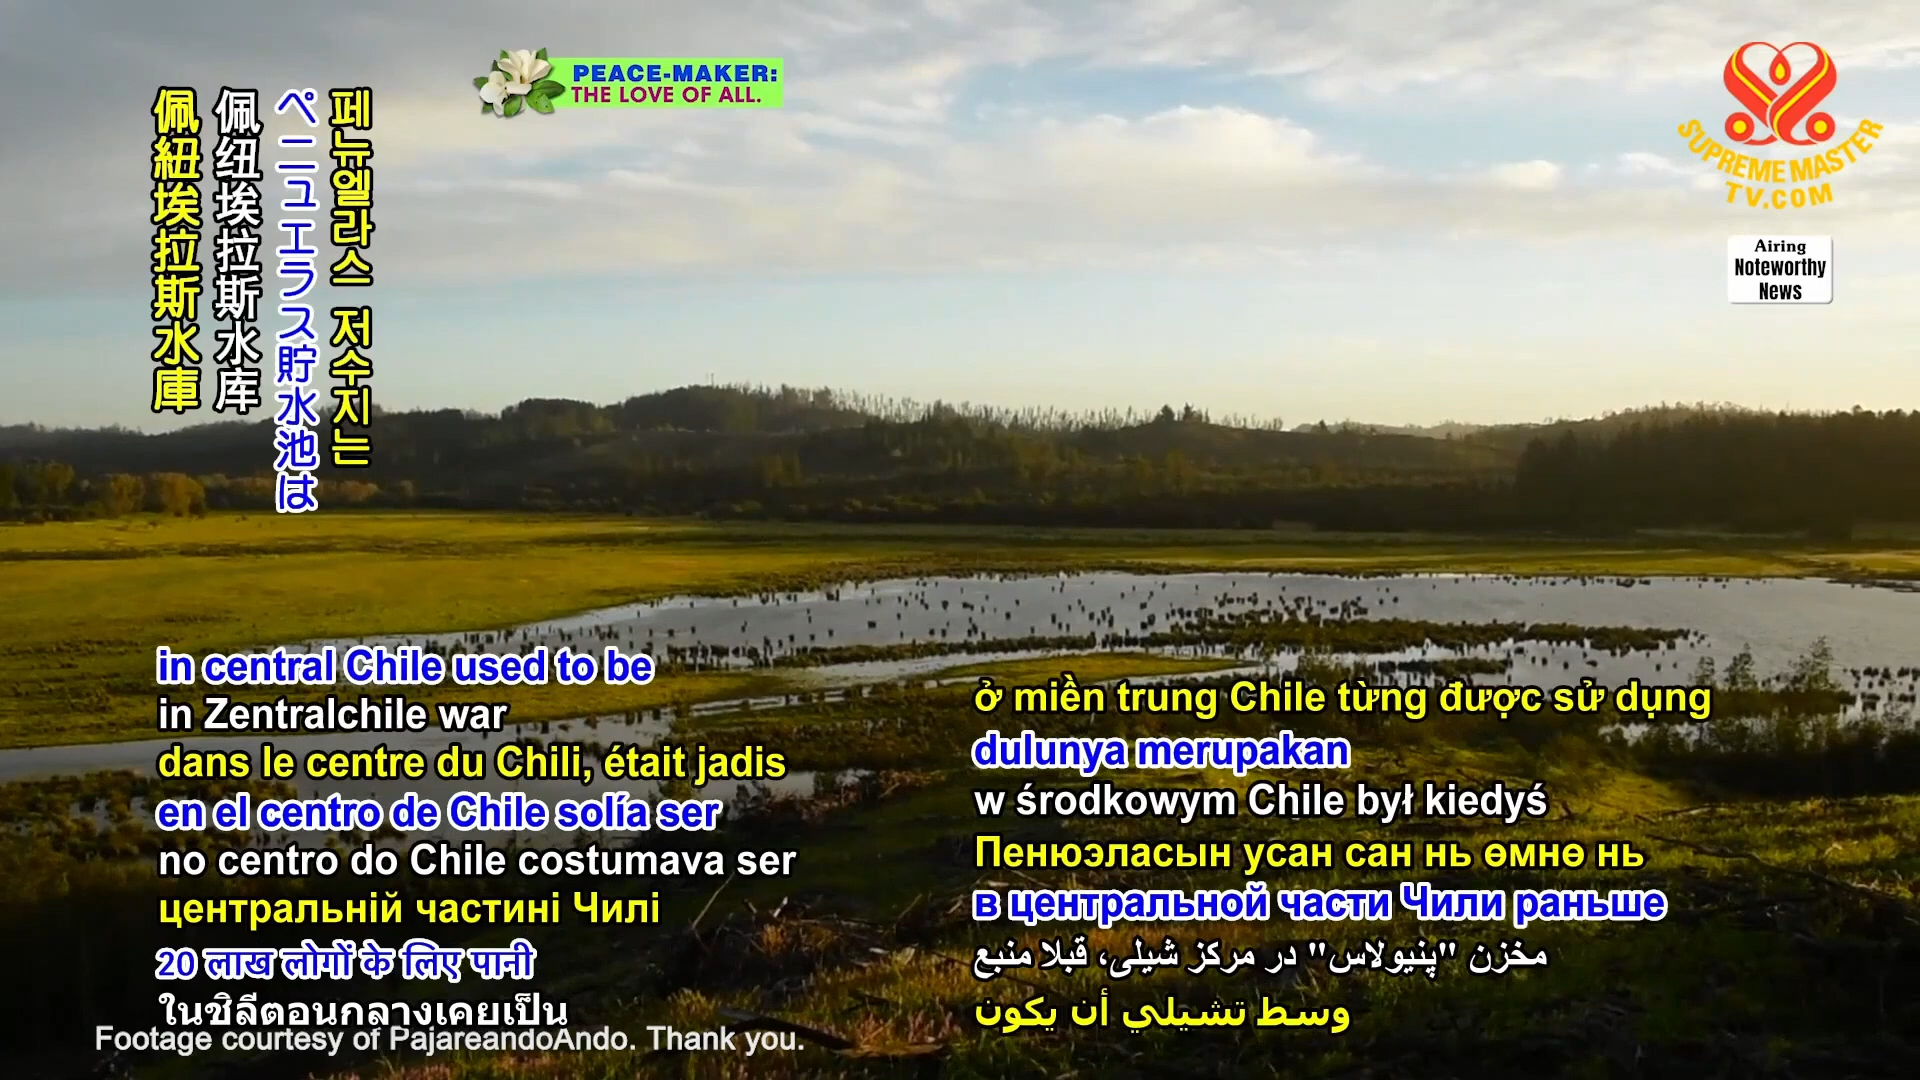 PEACE-MAKER:
THE LOVE OF ALL.
SUPREME MASTER
TV.COM
Airing
Noteworthy
News
페뉴엘라스 저수지는
ペニュエラス貯水池は
佩纽埃拉斯水库
佩紐埃拉斯水庫
in central Chile used to be
in Zentralchile war
dans le centre du Chili, était jadis
en el centro de Chile solía ser
no centro do Chile costumava ser
центральній частині Чилі
20 लाख लोगों के लिए पानी
ในชิลีตอนกลางเคยเป็น
ở miền trung Chile từng được sử dụng
dulunya merupakan
w środkowym Chile był kiedyś
Пенюэласын усан сан нь өмнө нь
в центральной части Чили раньше
مخزن "پنیولاس" در مرکز شیلی، قبلا منبع
وسط تشيلي أن يكون
Footage courtesy of PajareandoAndo. Thank you.